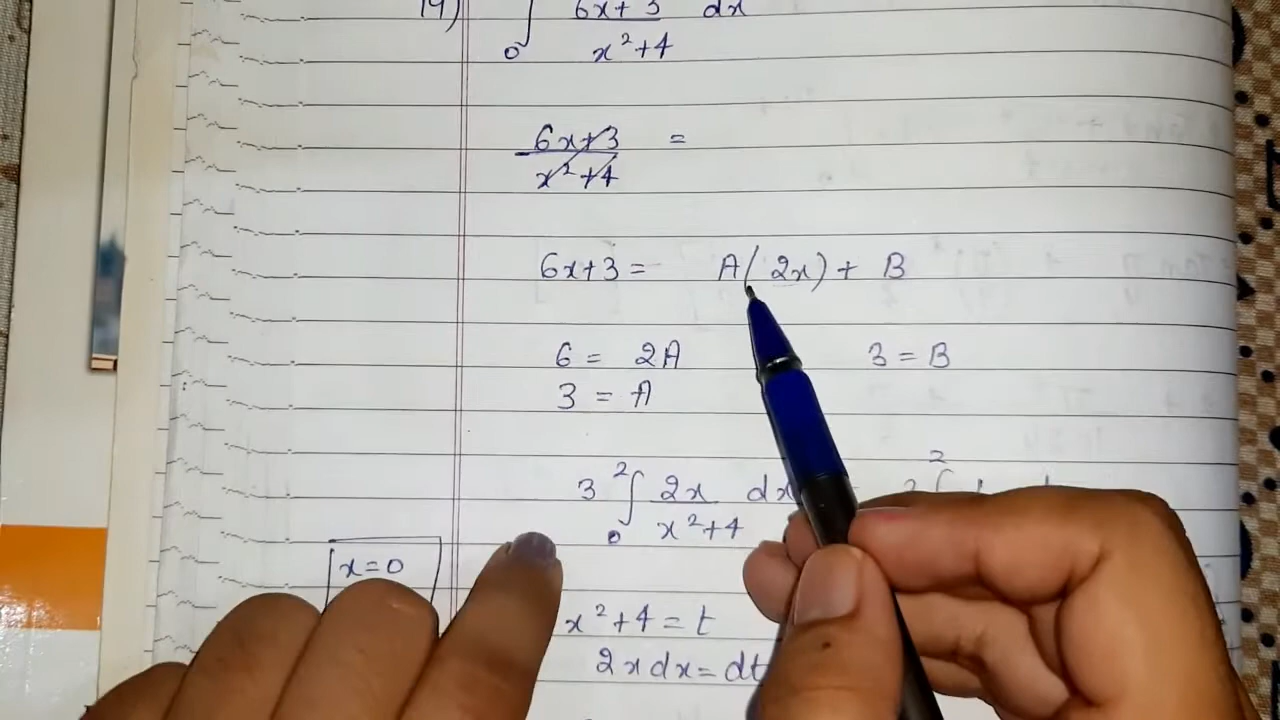 19) ∫ 6x+3 dx
0 x²+4
6x+3 =
x²+4
6x+3 = A(2x) + B
6 = 2A 3 = B
3 = A
3 ²∫ 2x dx 2
0 x²+4
x=0
x²+4 = t
2x dx = dt